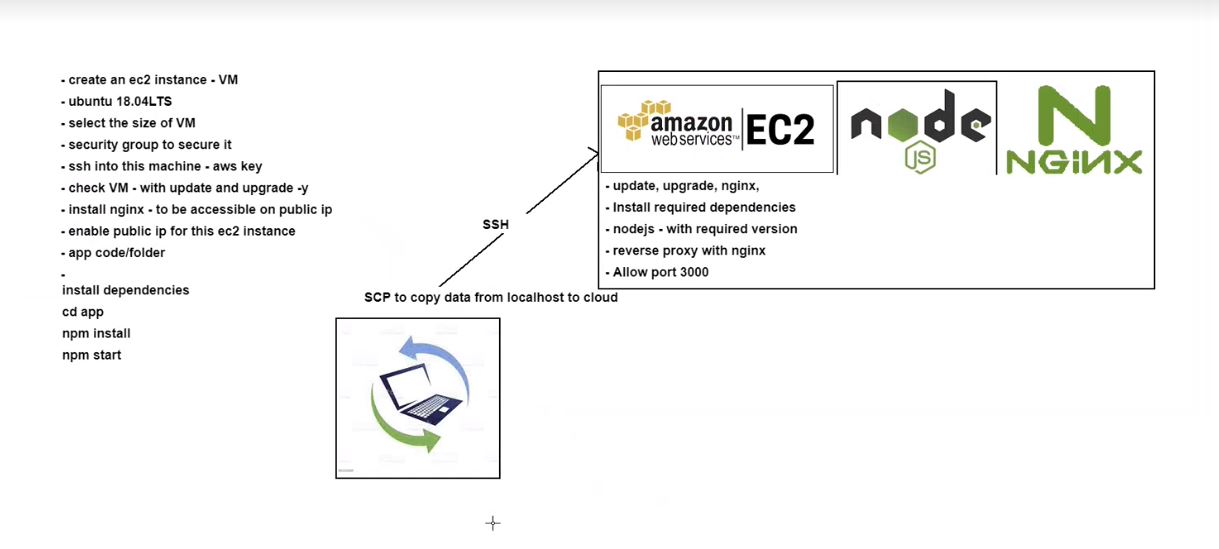 - create an ec2 instance - VM
- ubuntu 18.04LTS
- select the size of VM
- security group to secure it
- ssh into this machine - aws key
- check VM - with update and upgrade -y
- install nginx - to be accessible on public ip
- enable public ip for this ec2 instance
- app code/folder
-
install dependencies
cd app
npm install
npm start
SSH
SCP to copy data from localhost to cloud
amazon
webservices™
EC2
node
JS
N
NGiNX
- update, upgrade, nginx,
- Install required dependencies
- nodejs - with required version
- reverse proxy with nginx
- Allow port 3000